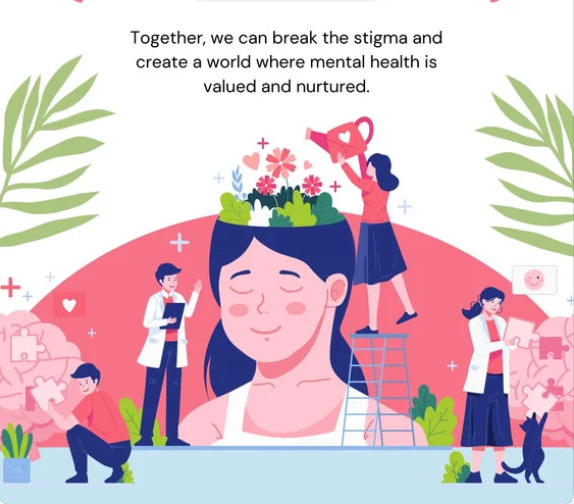 Together, we can break the stigma and
create a world where mental health is
valued and nurtured.